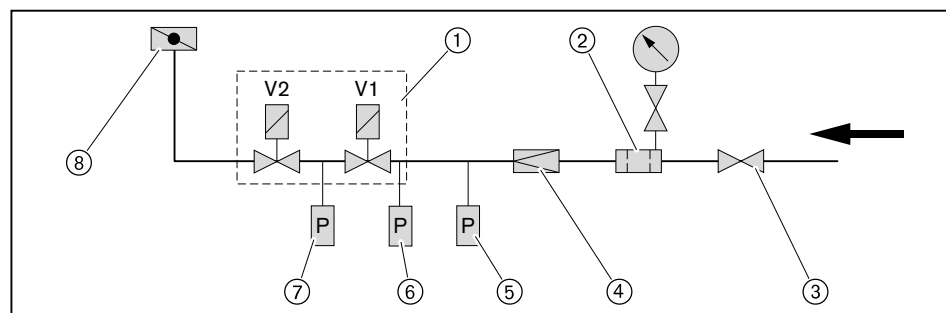 ① ②
V2 V1
⑧
P P P
⑦ ⑥ ⑤ ④ ③